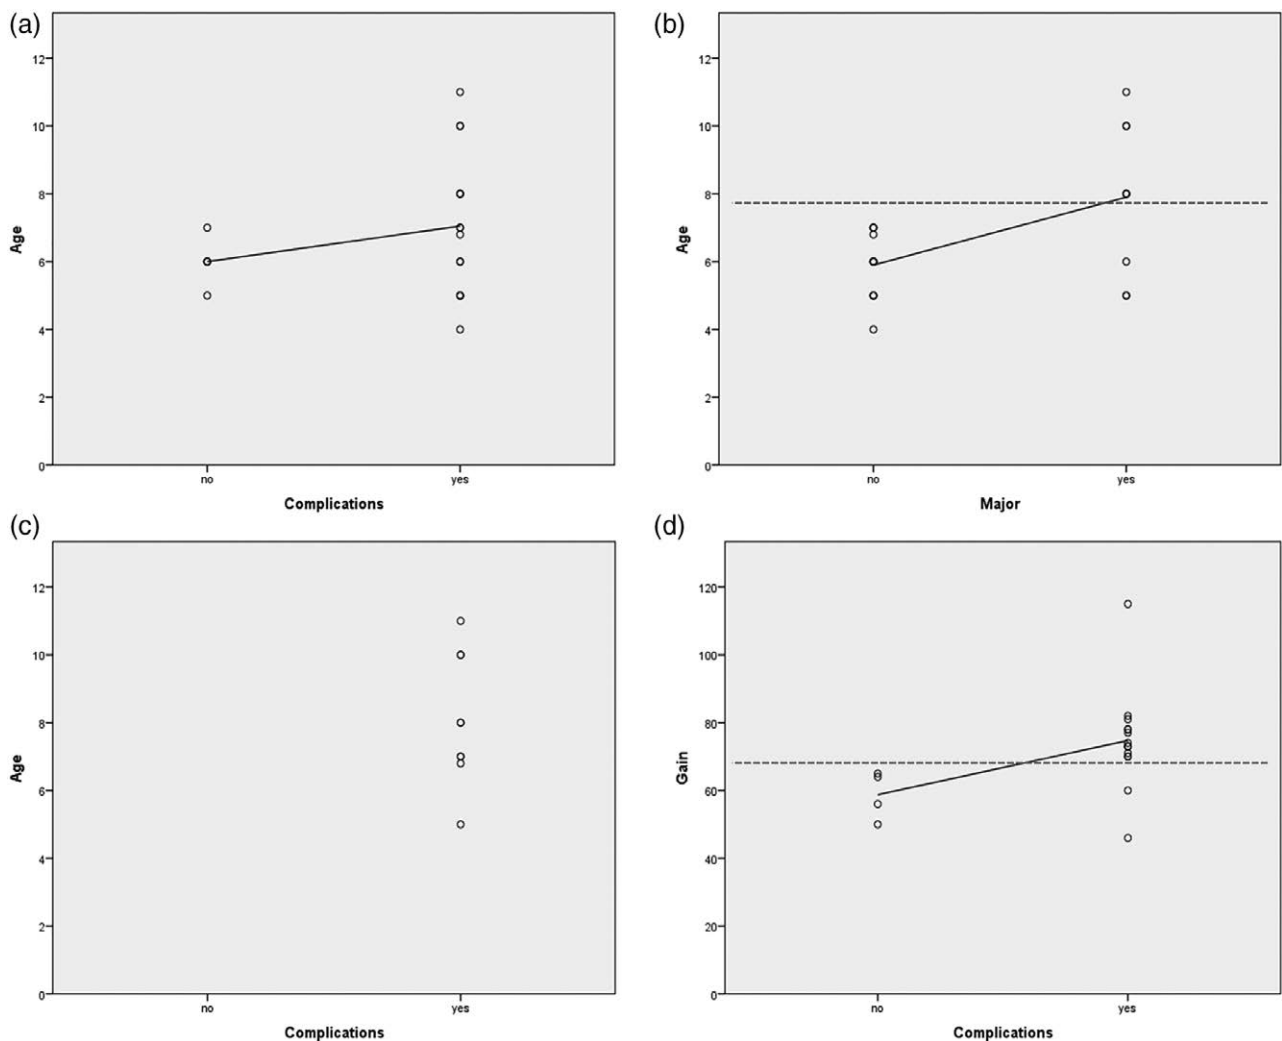 (a)
12
10
8
6
4
2
0
Age
no yes
Complications
(b)
12
10
8
6
4
2
0
Age
no yes
Major
(c)
12
10
8
6
4
2
0
Age
no yes
Complications
(d)
120
100
80
60
40
20
0
Gain
no yes
Complications